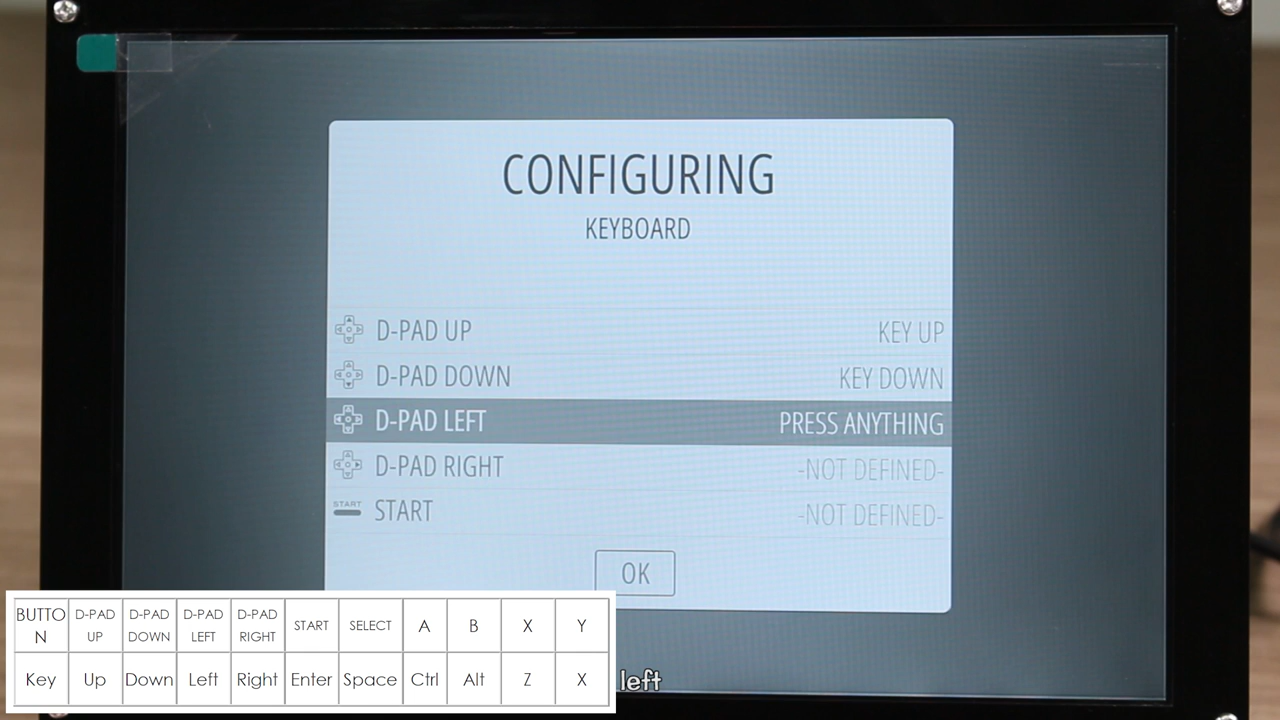 CONFIGURING
KEYBOARD
D-PAD UP KEY UP
D-PAD DOWN KEY DOWN
D-PAD LEFT PRESS ANYTHING
D-PAD RIGHT -NOT DEFINED-
START START -NOT DEFINED-
OK
BUTTO
N D-PAD
UP D-PAD
DOWN D-PAD
LEFT D-PAD
RIGHT START SELECT A B X Y
Key Up Down Left Right Enter Space Ctrl Alt Z X
left